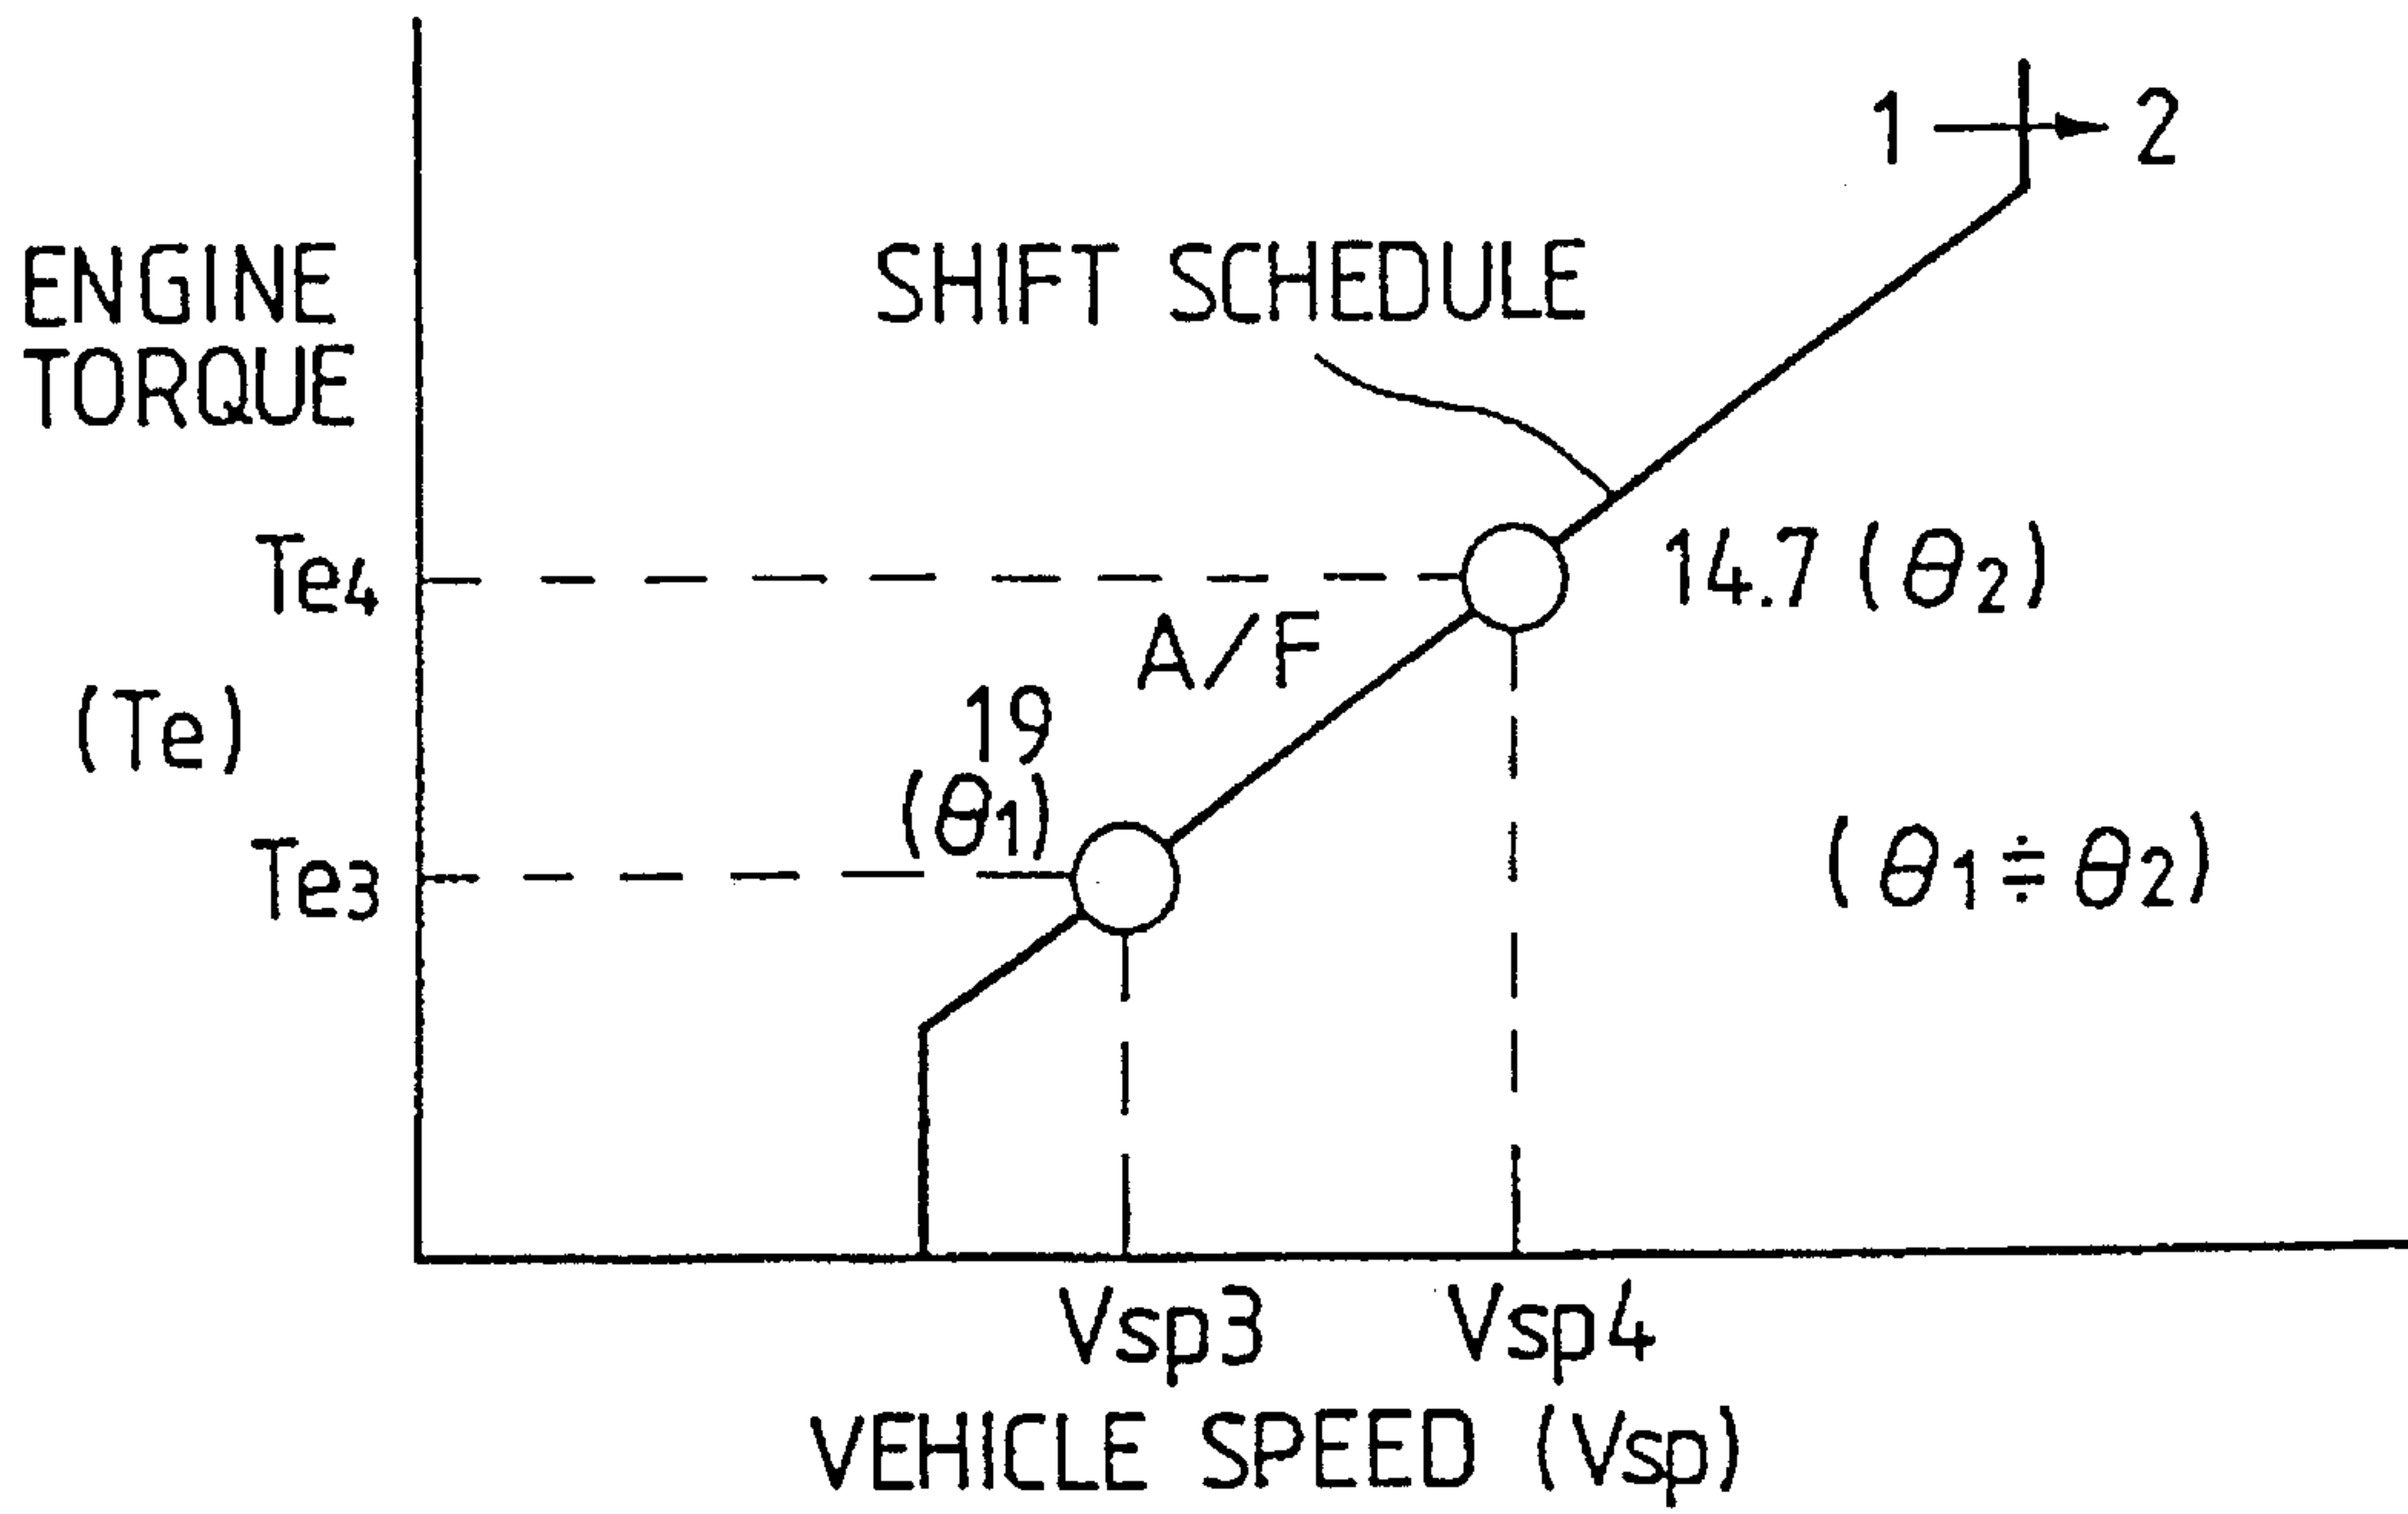 1 → 2
ENGINE
TORQUE
SHIFT SCHEDULE
Te4
14.7 (θ2)
A/F
(Te)
19
(θ1)
Te3
(θ1 ≑ θ2)
Vsp3 Vsp4
VEHICLE SPEED (Vsp)